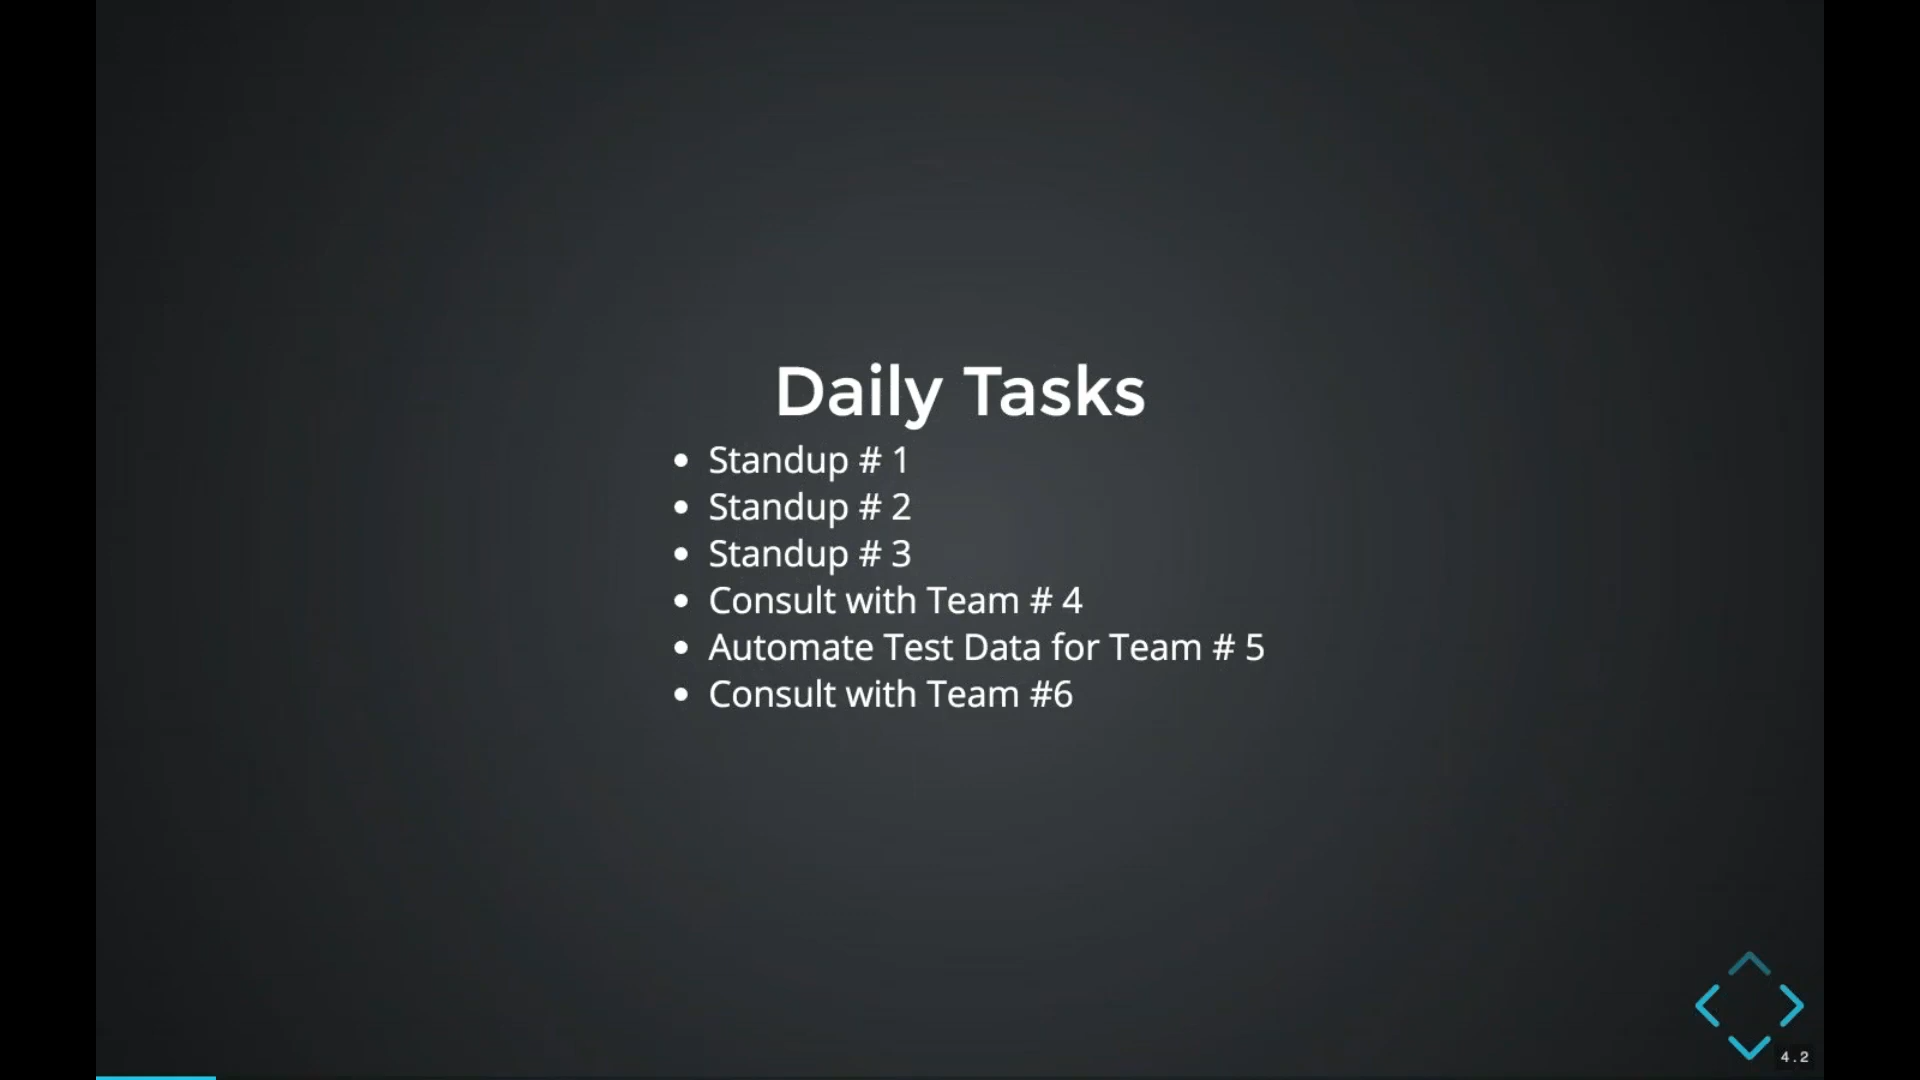 Daily Tasks
Standup # 1
Standup # 2
Standup # 3
Consult with Team # 4
Automate Test Data for Team # 5
Consult with Team #6
4.2